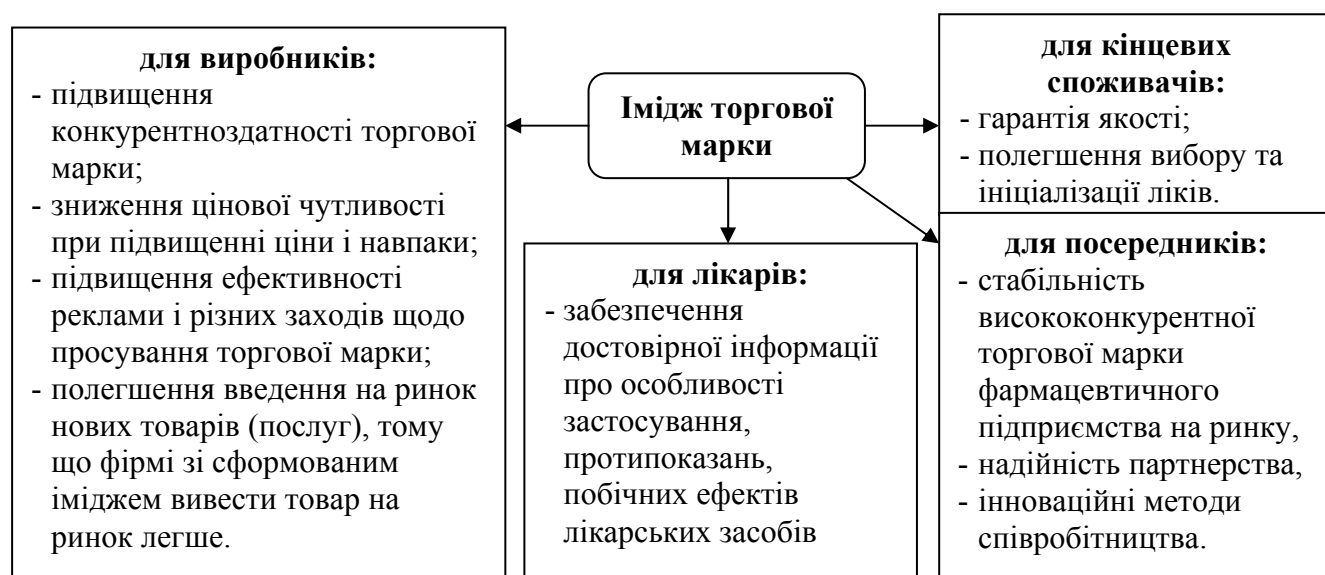 для виробників:
- підвищення
конкурентноздатності торгової
марки;
- зниження цінової чутливості
при підвищенні ціни і навпаки;
- підвищення ефективності
реклами і різних заходів щодо
просування торгової марки;
- полегшення введення на ринок
нових товарів (послуг), тому
що фірмі зі сформованим
іміджем вивести товар на
ринок легше.
Імідж торгової
марки
для лікарів:
- забезпечення
достовірної інформації
про особливості
застосування,
протипоказань,
побічних ефектів
лікарських засобів
для кінцевих
споживачів:
- гарантія якості;
- полегшення вибору та
ініціалізації ліків.
для посередників:
- стабільність
висококонкурентної
торгової марки
фармацевтичного
підприємства на ринку,
- надійність партнерства,
- інноваційні методи
співробітництва.